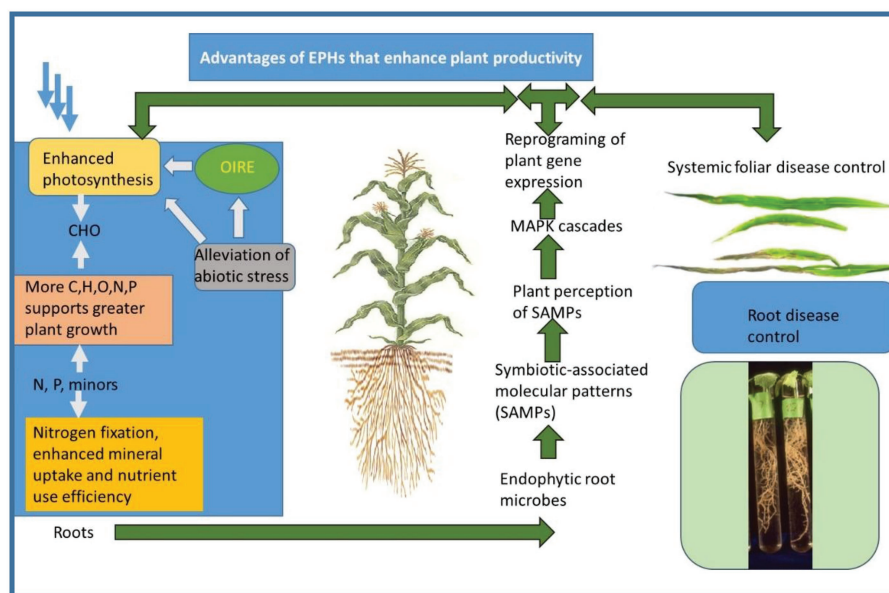 Advantages of EPHs that enhance plant productivity
Enhanced
photosynthesis
OIRE
CHO
Alleviation of
abiotic stress
More C,H,O,N,P
supports greater
plant growth
N, P, minors
Nitrogen fixation,
enhanced mineral
uptake and nutrient
use efficiency
Roots
Reprograming of
plant gene
expression
MAPK cascades
Plant perception
of SAMPs
Symbiotic-associated
molecular patterns
(SAMPs)
Endophytic root
microbes
Systemic foliar disease control
Root disease
control